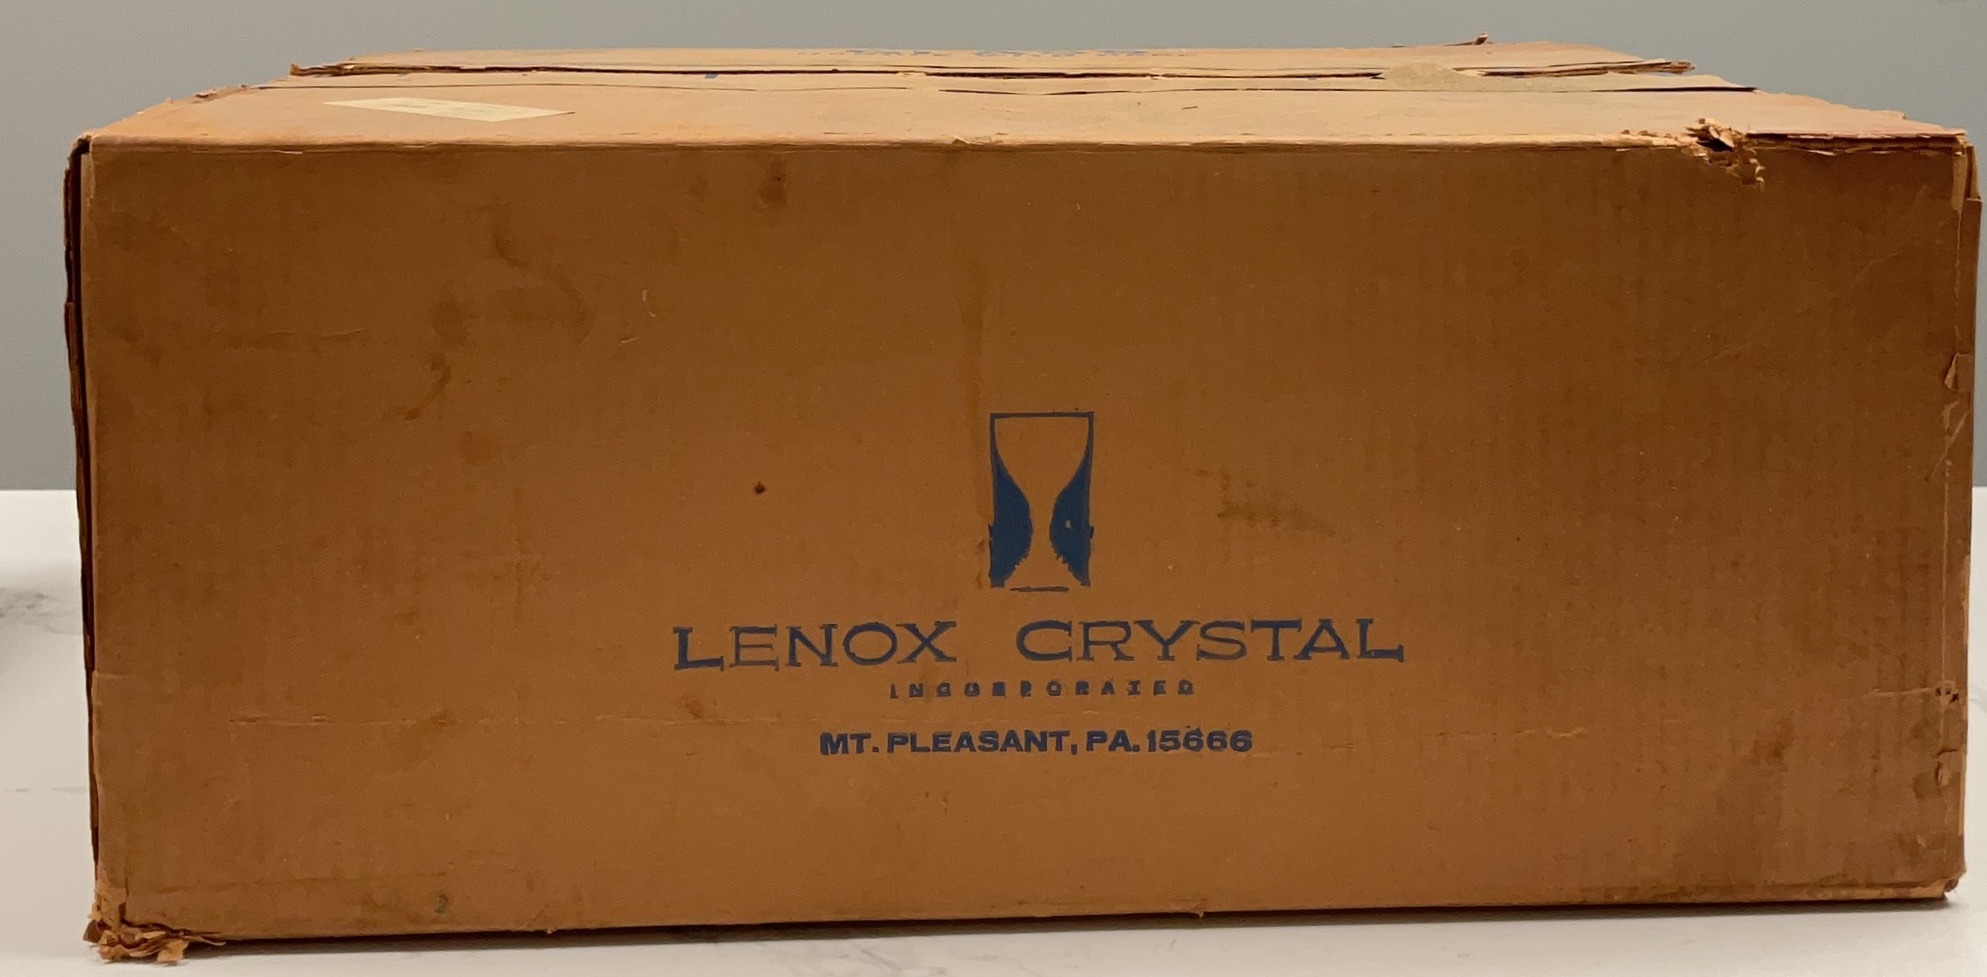 LENOX CRYSTAL
INCORPORATED
MT. PLEASANT, PA. 15666